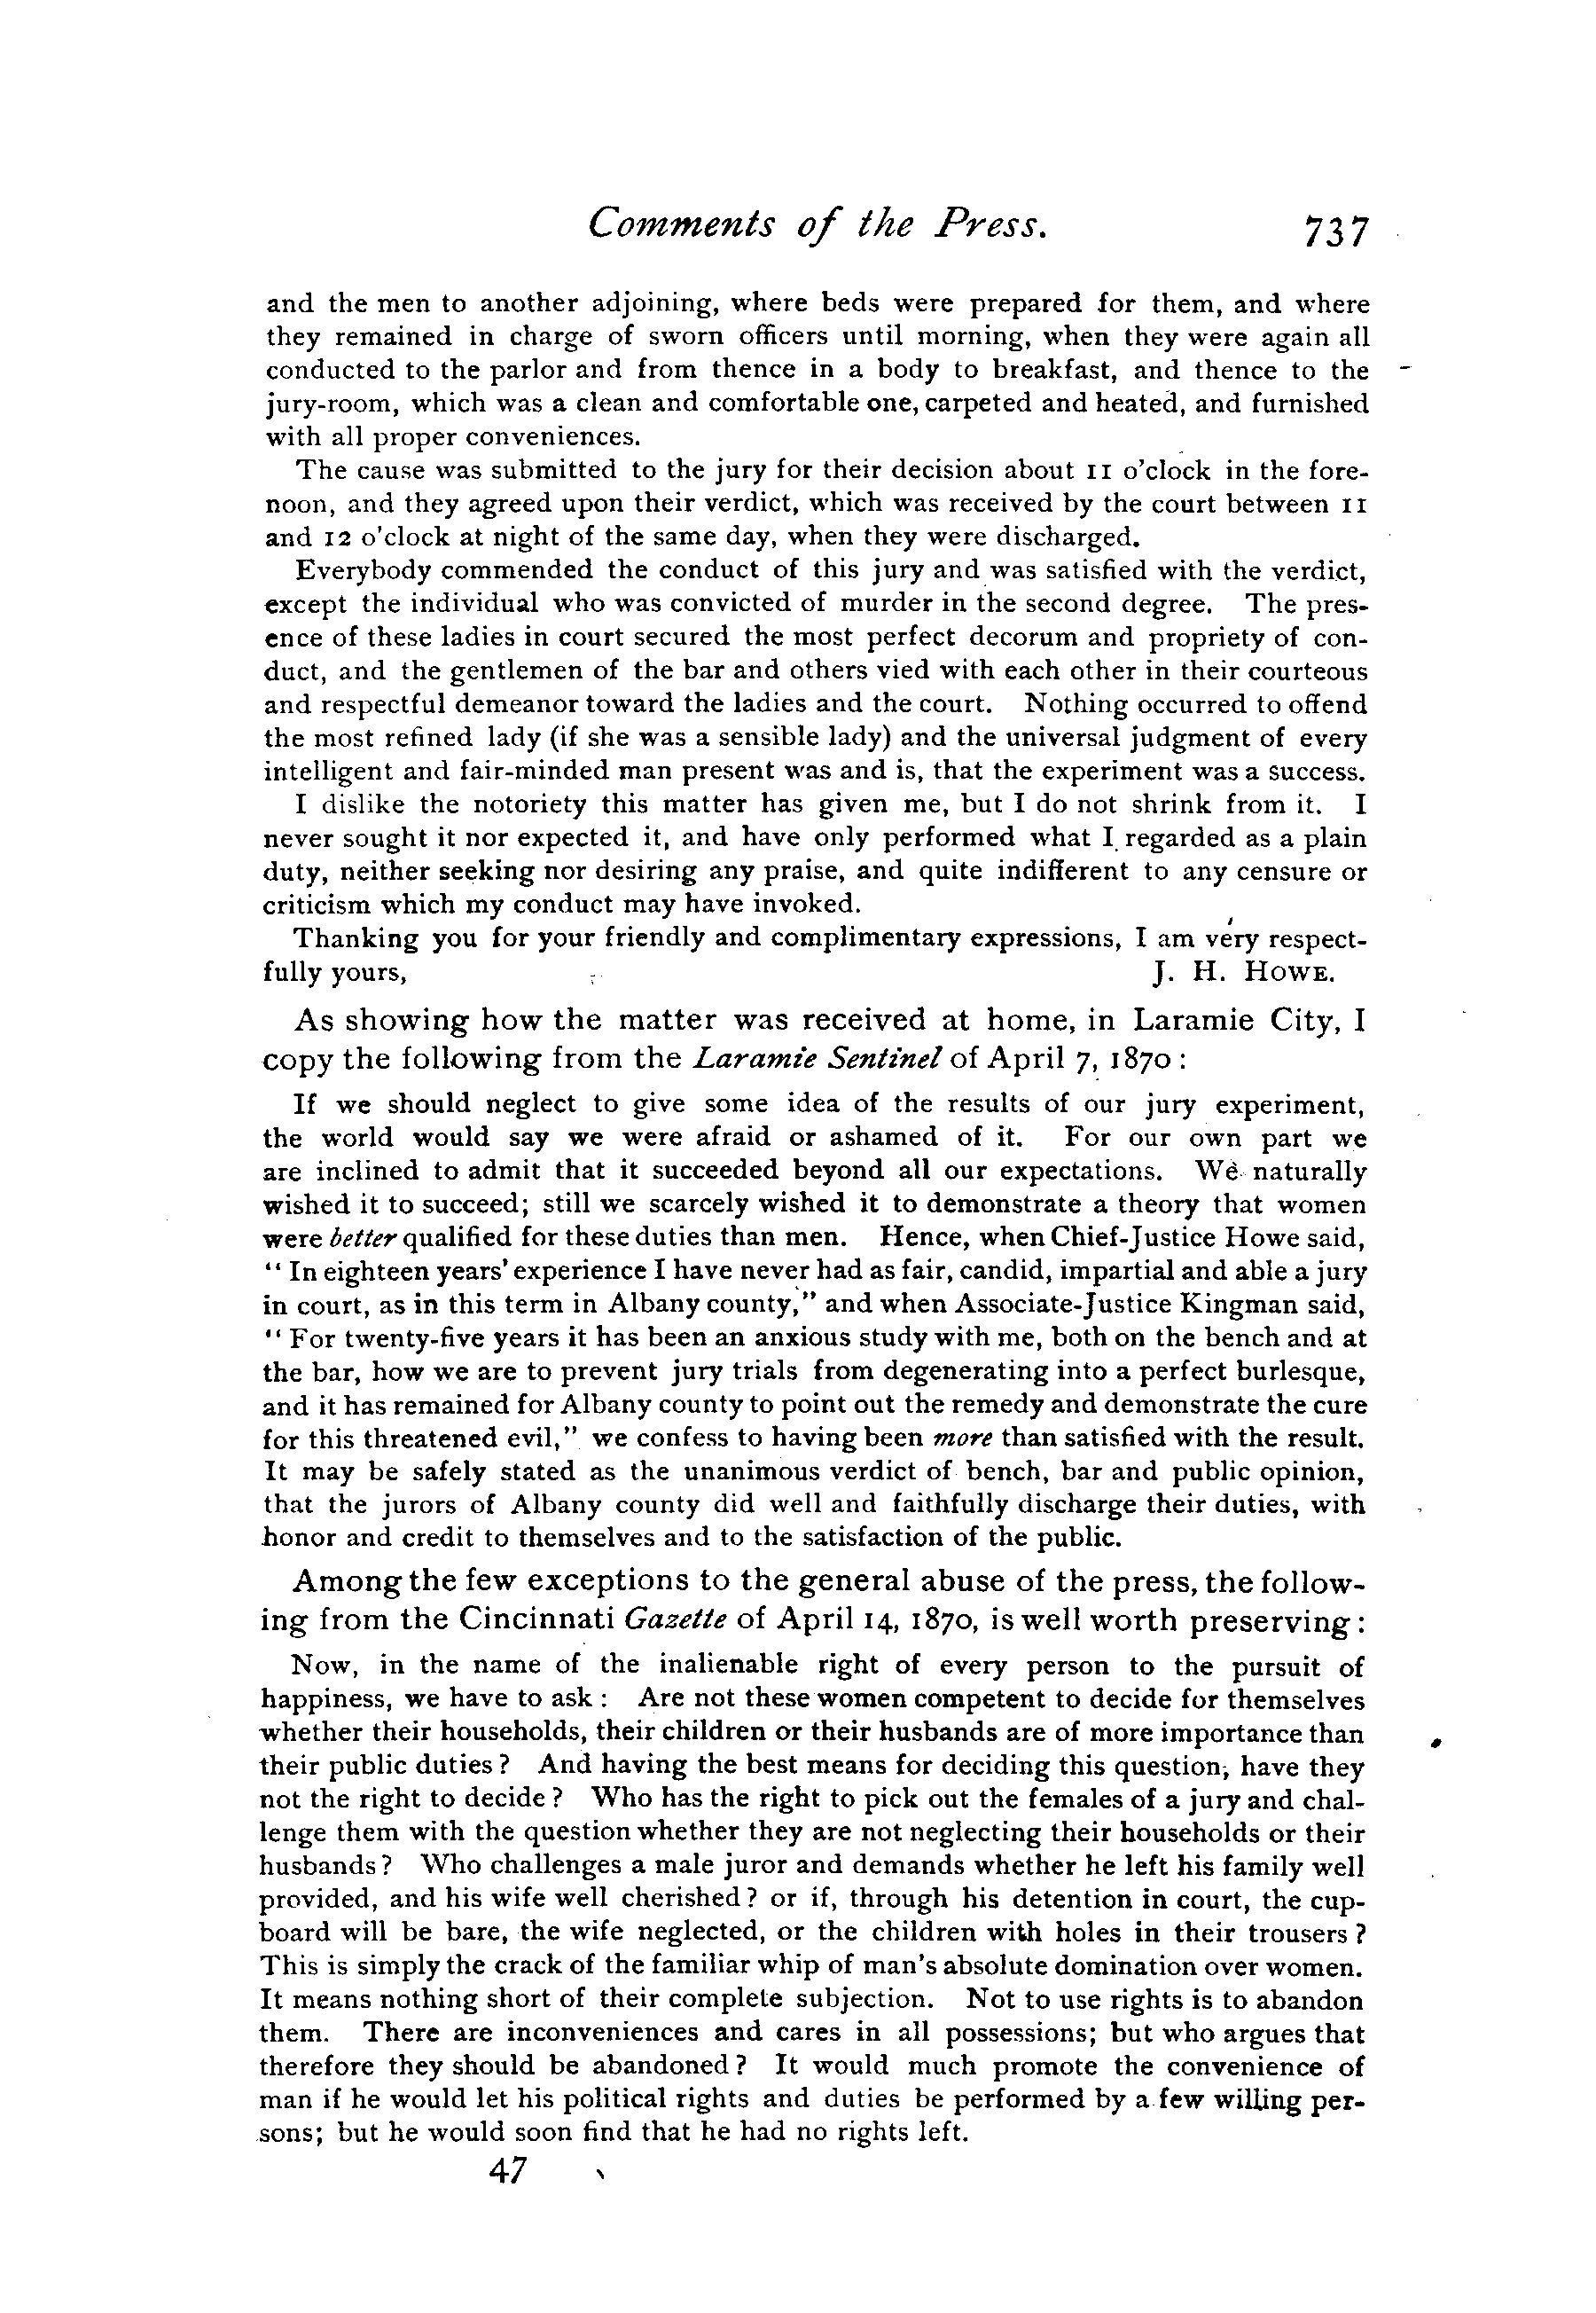 Comments of the Press. 737
and the men to another adjoining, where beds were prepared for them, and where
they remained in charge of sworn officers until morning, when they were again all
conducted to the parlor and from thence in a body to breakfast, and thence to the
jury-room, which was a clean and comfortable one, carpeted and heated, and furnished
with all proper conveniences.
The cause was submitted to the jury for their decision about 11 o'clock in the fore-
noon, and they agreed upon their verdict, which was received by the court between 11
and 12 o'clock at night of the same day, when they were discharged.
Everybody commended the conduct of this jury and was satisfied with the verdict,
except the individual who was convicted of murder in the second degree. The pres-
ence of these ladies in court secured the most perfect decorum and propriety of con-
duct, and the gentlemen of the bar and others vied with each other in their courteous
and respectful demeanor toward the ladies and the court. Nothing occurred to offend
the most refined lady (if she was a sensible lady) and the universal judgment of every
intelligent and fair-minded man present was and is, that the experiment was a success.
I dislike the notoriety this matter has given me, but I do not shrink from it. I
never sought it nor expected it, and have only performed what I regarded as a plain
duty, neither seeking nor desiring any praise, and quite indifferent to any censure or
criticism which my conduct may have invoked.
Thanking you for your friendly and complimentary expressions, I am very respect-
fully yours, J. H. HOWE.
As showing how the matter was received at home, in Laramie City, I
copy the following from the Laramie Sentinel of April 7, 1870:
If we should neglect to give some idea of the results of our jury experiment,
the world would say we were afraid or ashamed of it. For our own part we
are inclined to admit that it succeeded beyond all our expectations. We naturally
wished it to succeed; still we scarcely wished it to demonstrate a theory that women
were better qualified for these duties than men. Hence, when Chief-Justice Howe said,
"In eighteen years' experience I have never had as fair, candid, impartial and able a jury
in court, as in this term in Albany county," and when Associate-Justice Kingman said,
"For twenty-five years it has been an anxious study with me, both on the bench and at
the bar, how we are to prevent jury trials from degenerating into a perfect burlesque,
and it has remained for Albany county to point out the remedy and demonstrate the cure
for this threatened evil," we confess to having been more than satisfied with the result.
It may be safely stated as the unanimous verdict of bench, bar and public opinion,
that the jurors of Albany county did well and faithfully discharge their duties, with
honor and credit to themselves and to the satisfaction of the public.
Among the few exceptions to the general abuse of the press, the follow-
ing from the Cincinnati Gazette of April 14, 1870, is well worth preserving:
Now, in the name of the inalienable right of every person to the pursuit of
happiness, we have to ask: Are not these women competent to decide for themselves
whether their households, their children or their husbands are of more importance than
their public duties? And having the best means for deciding this question, have they
not the right to decide? Who has the right to pick out the females of a jury and chal-
lenge them with the question whether they are not neglecting their households or their
husbands? Who challenges a male juror and demands whether he left his family well
provided, and his wife well cherished? or if, through his detention in court, the cup-
board will be bare, the wife neglected, or the children with holes in their trousers?
This is simply the crack of the familiar whip of man's absolute domination over women.
It means nothing short of their complete subjection. Not to use rights is to abandon
them. There are inconveniences and cares in all possessions; but who argues that
therefore they should be abandoned? It would much promote the convenience of
man if he would let his political rights and duties be performed by a few willing per-
sons; but he would soon find that he had no rights left.
47